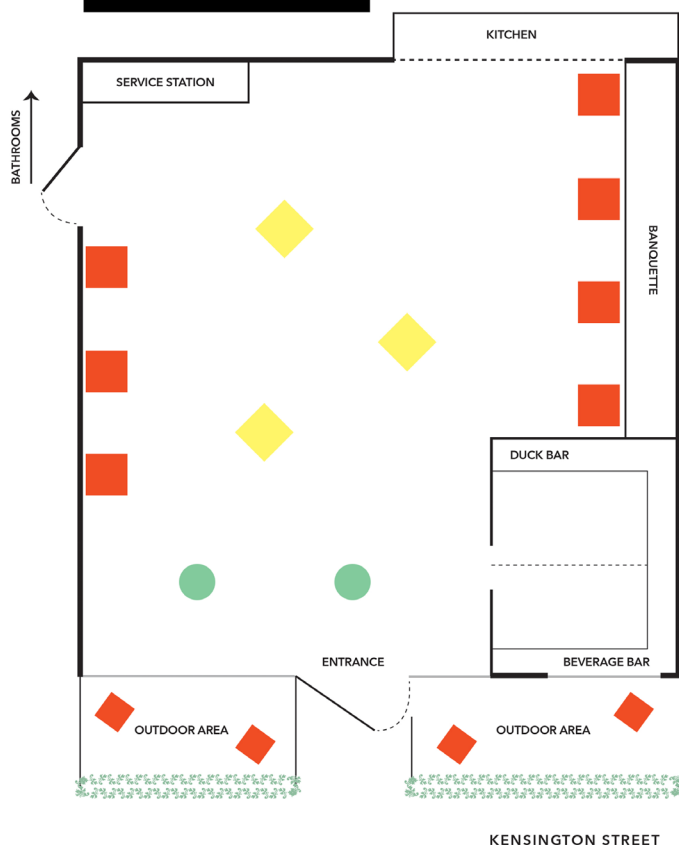 KITCHEN
SERVICE STATION
BATHROOMS
BANQUETTE
DUCK BAR
ENTRANCE
BEVERAGE BAR
OUTDOOR AREA
OUTDOOR AREA
KENSINGTON STREET